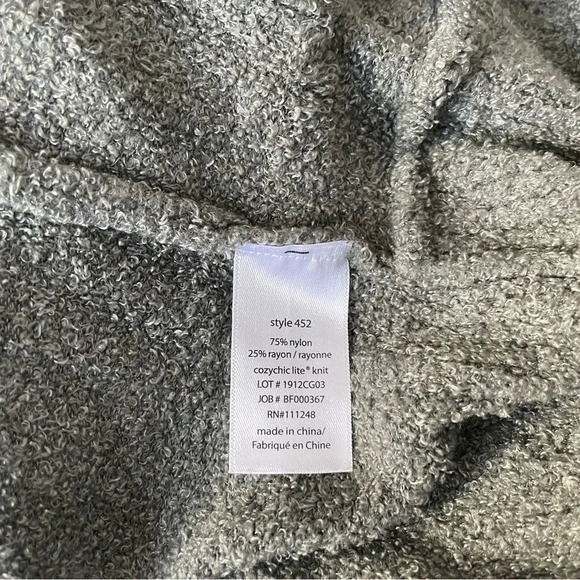 style 452
75% nylon
25% rayon / rayonne
cozychic lite® knit
LOT # 1912CG03
JOB # BF000367
RN#111248
made in china/
Fabriqué en Chine